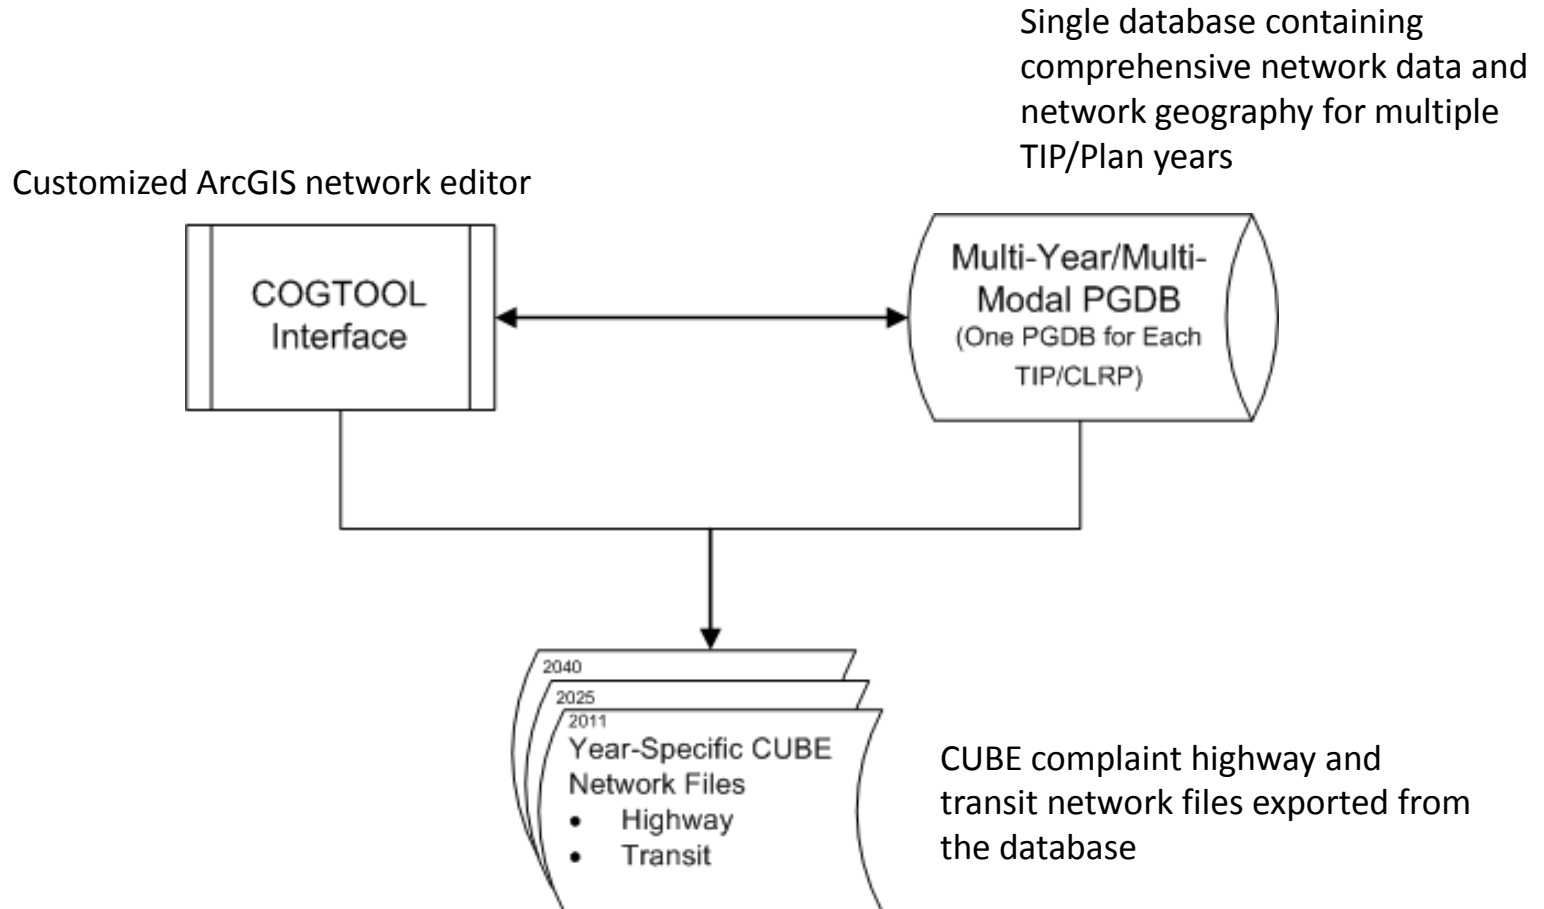 Single database containing
comprehensive network data and
network geography for multiple
TIP/Plan years
Customized ArcGIS network editor
COGTOOL
Interface
Multi-Year/Multi-
Modal PGDB
(One PGDB for Each
TIP/CLRP)
2040
2025
2011
Year-Specific CUBE
Network Files
• Highway
• Transit
CUBE complaint highway and
transit network files exported from
the database